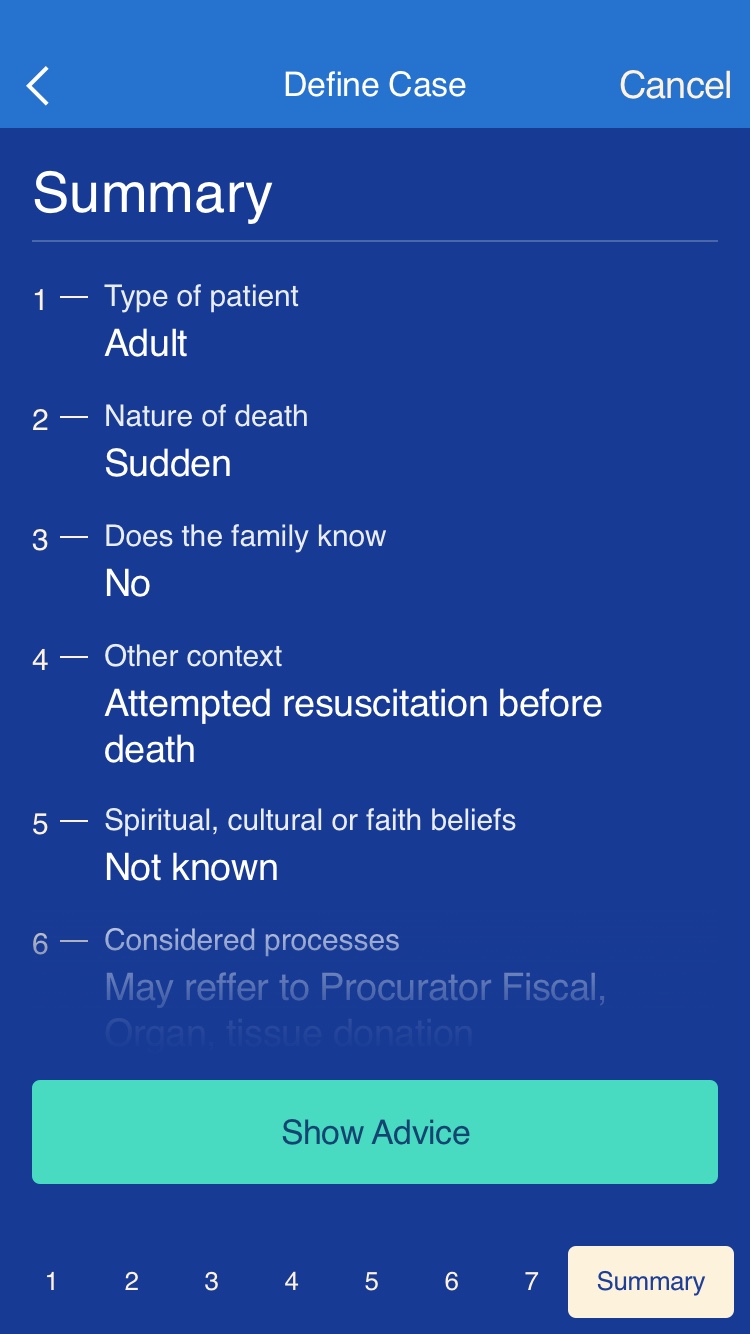 Define Case
Cancel
Summary
1 — Type of patient
Adult
2 — Nature of death
Sudden
3 — Does the family know
No
4 — Other context
Attempted resuscitation before
death
5 — Spiritual, cultural or faith beliefs
Not known
6 — Considered processes
May reffer to Procurator Fiscal,
Organ, tissue donation
Show Advice
1 2 3 4 5 6 7 Summary